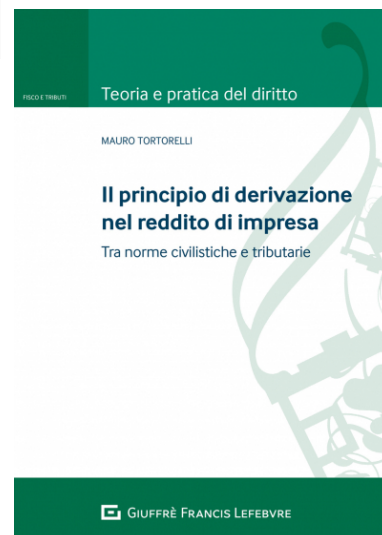 FISCO E TRIBUTI
Teoria e pratica del diritto
MAURO TORTORELLI
Il principio di derivazione
nel reddito di impresa
Tra norme civilistiche e tributarie
GIUFFRÈ FRANCIS LEFEBVRE